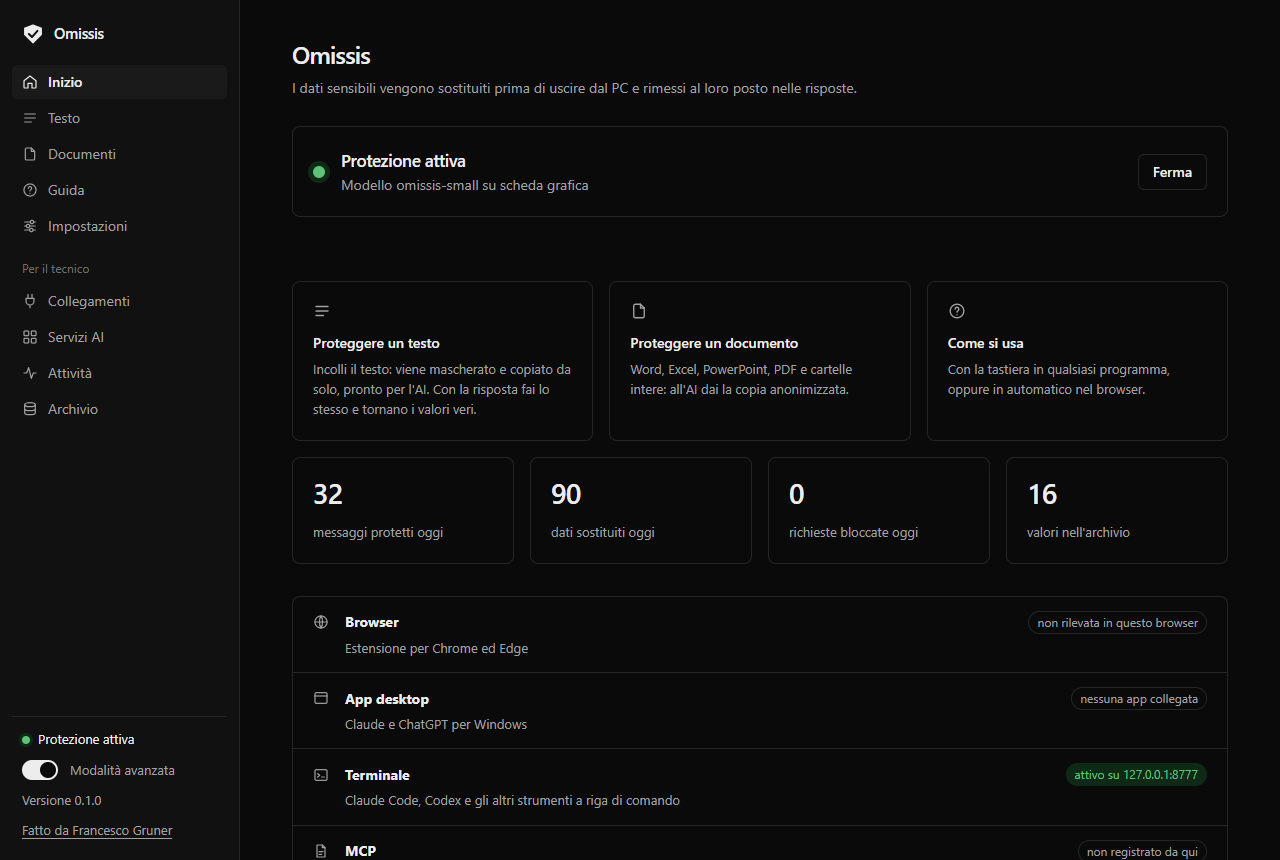 Omissis
Inizio
Testo
Documenti
Guida
Impostazioni
Per il tecnico
Collegamenti
Servizi AI
Attività
Archivio
Protezione attiva
Modalità avanzata
Versione 0.1.0
Fatto da Francesco Gruner
Omissis
I dati sensibili vengono sostituiti prima di uscire dal PC e rimessi al loro posto nelle risposte.
Protezione attiva
Modello omissis-small su scheda grafica
Ferma
Proteggere un testo
Incolli il testo: viene mascherato e copiato da
solo, pronto per l'AI. Con la risposta fai lo
stesso e tornano i valori veri.
Proteggere un documento
Word, Excel, PowerPoint, PDF e cartelle
intere: all'AI dai la copia anonimizzata.
Come si usa
Con la tastiera in qualsiasi programma,
oppure in automatico nel browser.
32
messaggi protetti oggi
90
dati sostituiti oggi
0
richieste bloccate oggi
16
valori nell'archivio
Browser
non rilevata in questo browser
Estensione per Chrome ed Edge
App desktop
nessuna app collegata
Claude e ChatGPT per Windows
Terminale
attivo su 127.0.0.1:8777
Claude Code, Codex e gli altri strumenti a riga di comando
MCP
non registrato da qui